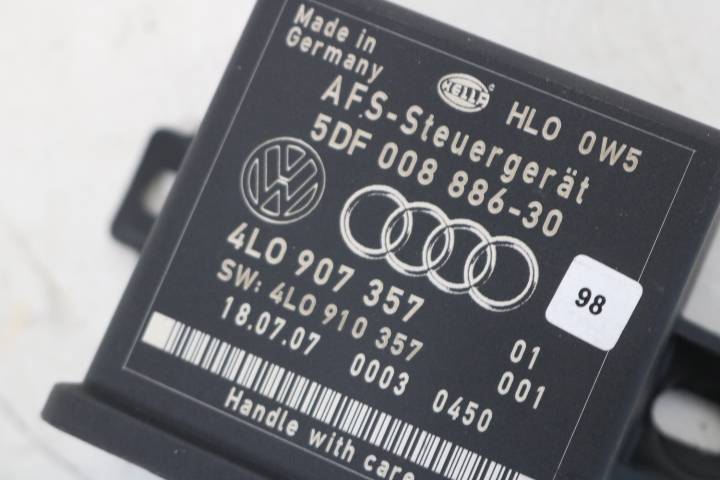 Made in
Germany
HELLA
HLO 0W5
AFS-Steuergerät
5DF 008 886-30
4L0 907 357
SW: 4L0 910 357
01
18.07.07
001
0003 0450
98
Handle with care